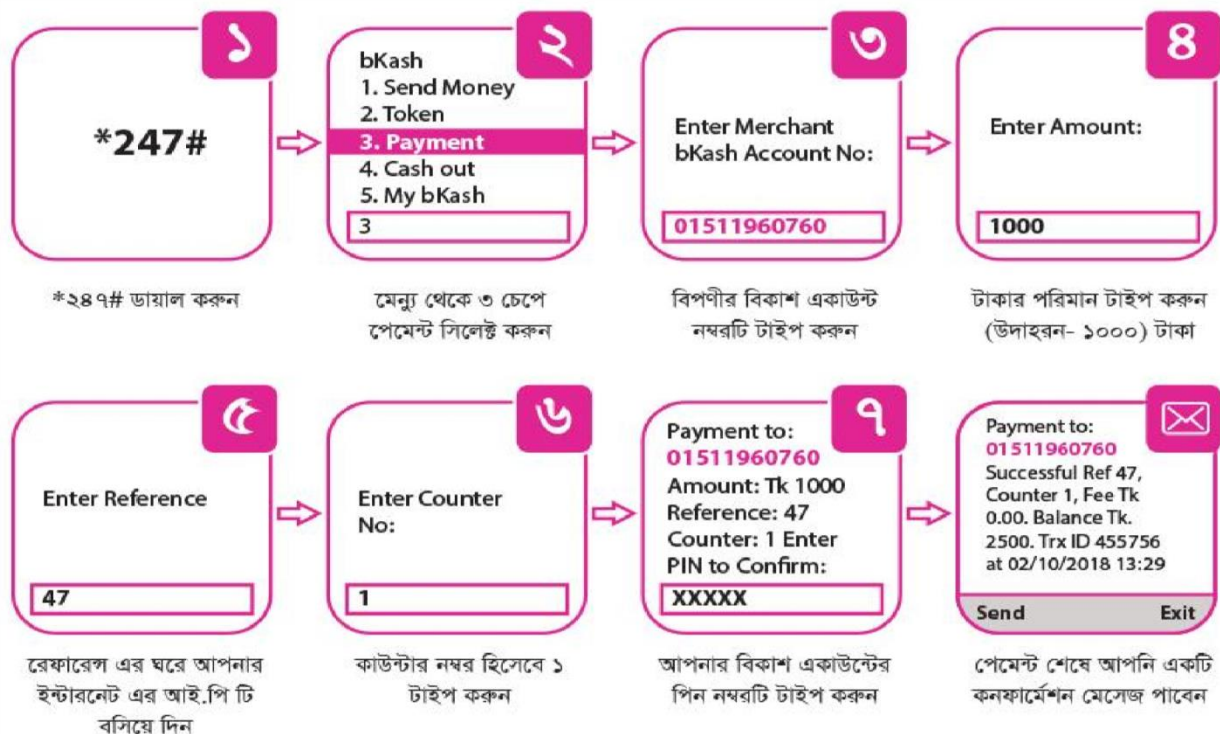 ১
*247#
*২৪৭# ডায়াল করুন
২
bKash
1. Send Money
2. Token
3. Payment
4. Cash out
5. My bKash
3
মেন্যু থেকে ৩ চেপে
পেমেন্ট সিলেক্ট করুন
৩
Enter Merchant
bKash Account No:
01511960760
বিপণীর বিকাশ একাউন্ট
নম্বরটি টাইপ করুন
৪
Enter Amount:
1000
টাকার পরিমান টাইপ করুন
(উদাহরন- ১০০০) টাকা
৫
Enter Reference
47
রেফারেন্স এর ঘরে আপনার
ইন্টারনেট এর আই.পি টি
বসিয়ে দিন
৬
Enter Counter
No:
1
কাউন্টার নম্বর হিসেবে ১
টাইপ করুন
৭
Payment to:
01511960760
Amount: Tk 1000
Reference: 47
Counter: 1 Enter
PIN to Confirm:
XXXXX
আপনার বিকাশ একাউন্টের
পিন নম্বরটি টাইপ করুন
Payment to:
01511960760
Successful Ref 47,
Counter 1, Fee Tk
0.00. Balance Tk.
2500. Trx ID 455756
at 02/10/2018 13:29
Send Exit
পেমেন্ট শেষে আপনি একটি
কনফার্মেশন মেসেজ পাবেন